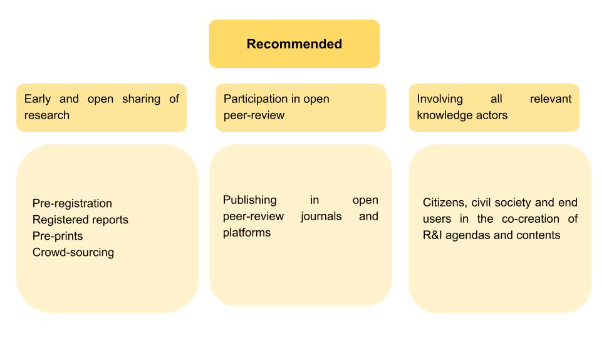 Recommended
Early and open sharing of
research
Participation in open
peer-review
Involving all relevant
knowledge actors
Pre-registration
Registered reports
Pre-prints
Crowd-sourcing
Publishing in open
peer-review journals and
platforms
Citizens, civil society and end
users in the co-creation of
R&I agendas and contents